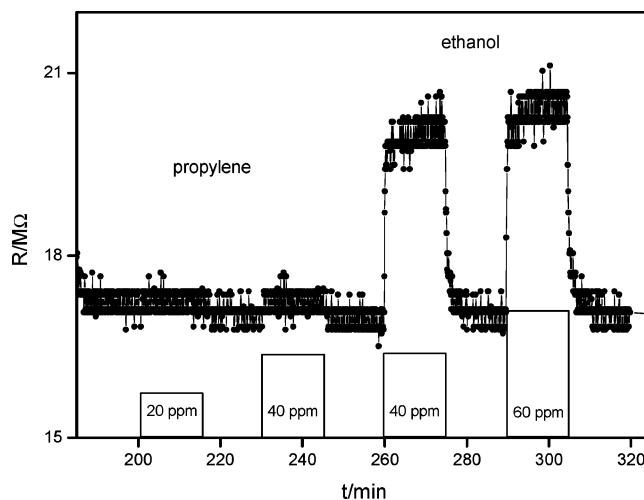 ethanol
21
propylene
R/MΩ
18
20 ppm
40 ppm
40 ppm
60 ppm
15
200
220
240
260
280
300
320
t/min